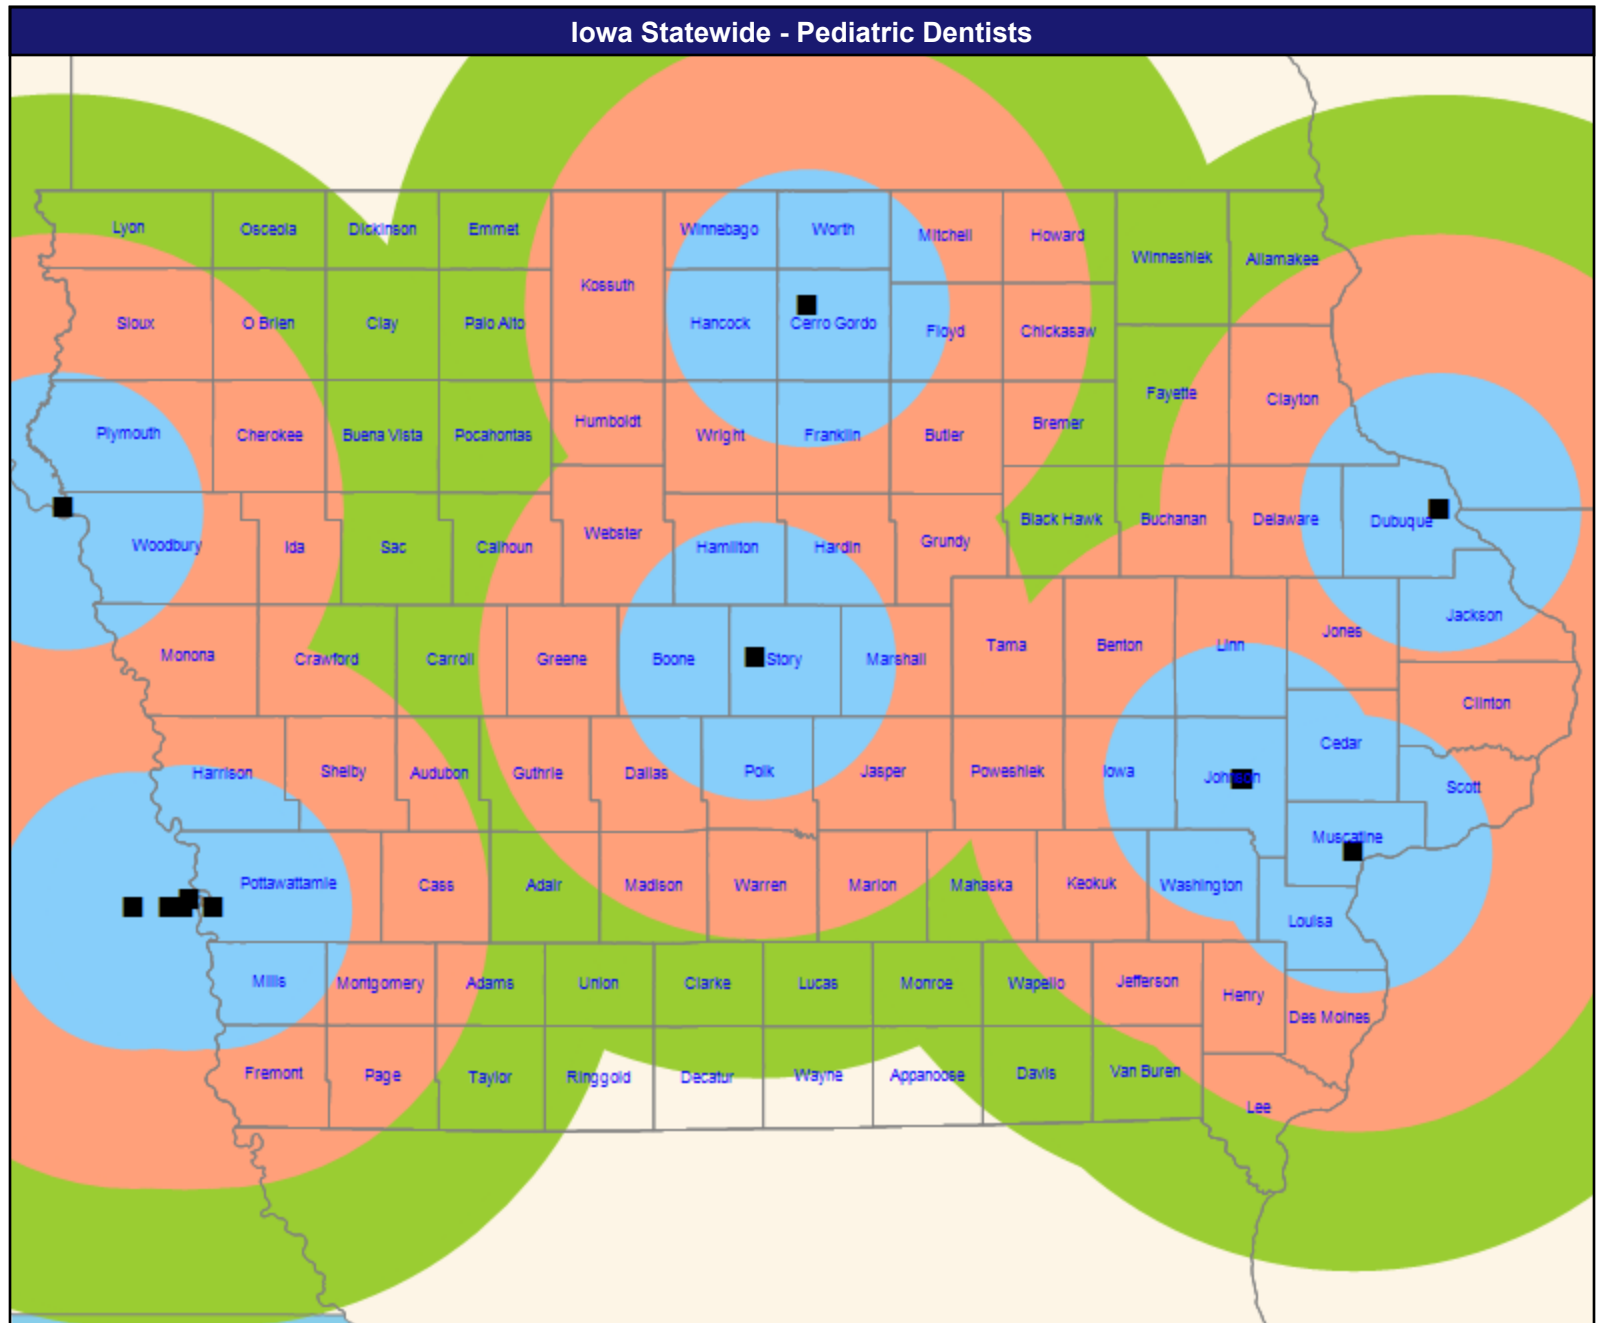 Iowa Statewide - Pediatric Dentists
Lyon Osceola Dickinson Emmet Winnebago Worth Mitchell Howard
Winneshiek Allamakee
Kossuth
Sioux O Brien Clay Palo Alto Hancock Cerro Gordo Floyd Chickasaw
Fayette Clayton
Plymouth Cherokee Buena Vista Pocahontas Humboldt Wright Franklin Butler Bremer
Woodbury Ida Sac Calhoun Webster Hamilton Hardin Grundy Black Hawk Buchanan Delaware Dubuque
Jackson
Monona Crawford Carroll Greene Boone Story Marshall Tama Benton Linn Jones
Clinton
Harrison Shelby Audubon Guthrie Dallas Polk Jasper Poweshiek Iowa Johnson Cedar Scott
Muscatine
Pottawattamie Cass Adair Madison Warren Marion Mahaska Keokuk Washington
Louisa
Mills Montgomery Adams Union Clarke Lucas Monroe Wapello Jefferson Henry
Des Moines
Fremont Page Taylor Ringgold Decatur Wayne Appanoose Davis Van Buren
Lee